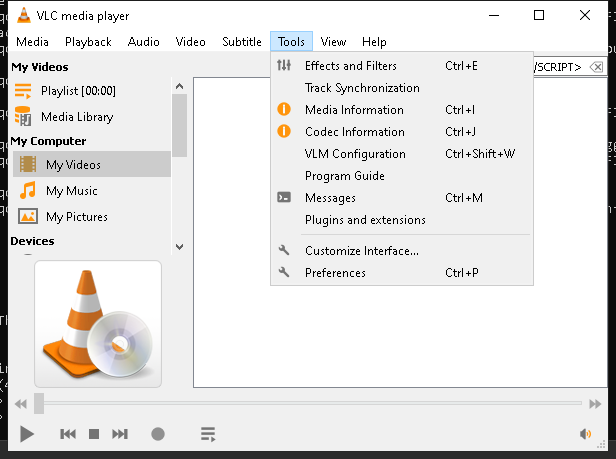 VLC media player
Media Playback Audio Video Subtitle Tools View Help
My Videos
Playlist [00:00]
Media Library
My Computer
My Videos
My Music
My Pictures
Devices
Effects and Filters Ctrl+E
Track Synchronization
Media Information Ctrl+I
Codec Information Ctrl+J
VLM Configuration Ctrl+Shift+W
Program Guide
Messages Ctrl+M
Plugins and extensions
Customize Interface...
Preferences Ctrl+P
/SCRIPT>